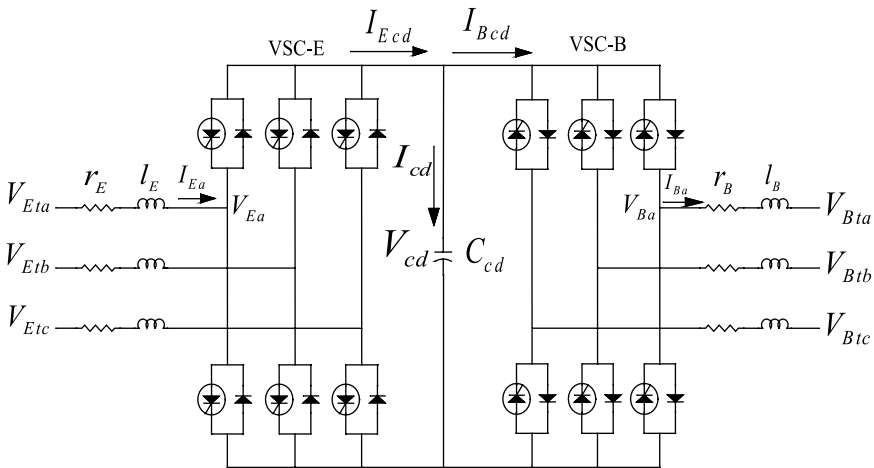 VSC-E
I_{Ecd}
I_{Bcd}
VSC-B
I_{cd}
V_{Eta}
r_E
l_E
I_{Ea}
V_{Ea}
V_{Ba}
I_{Ba}
r_B
l_B
V_{Bta}
V_{Etb}
V_{cd}
C_{cd}
V_{Btb}
V_{Etc}
V_{Btc}